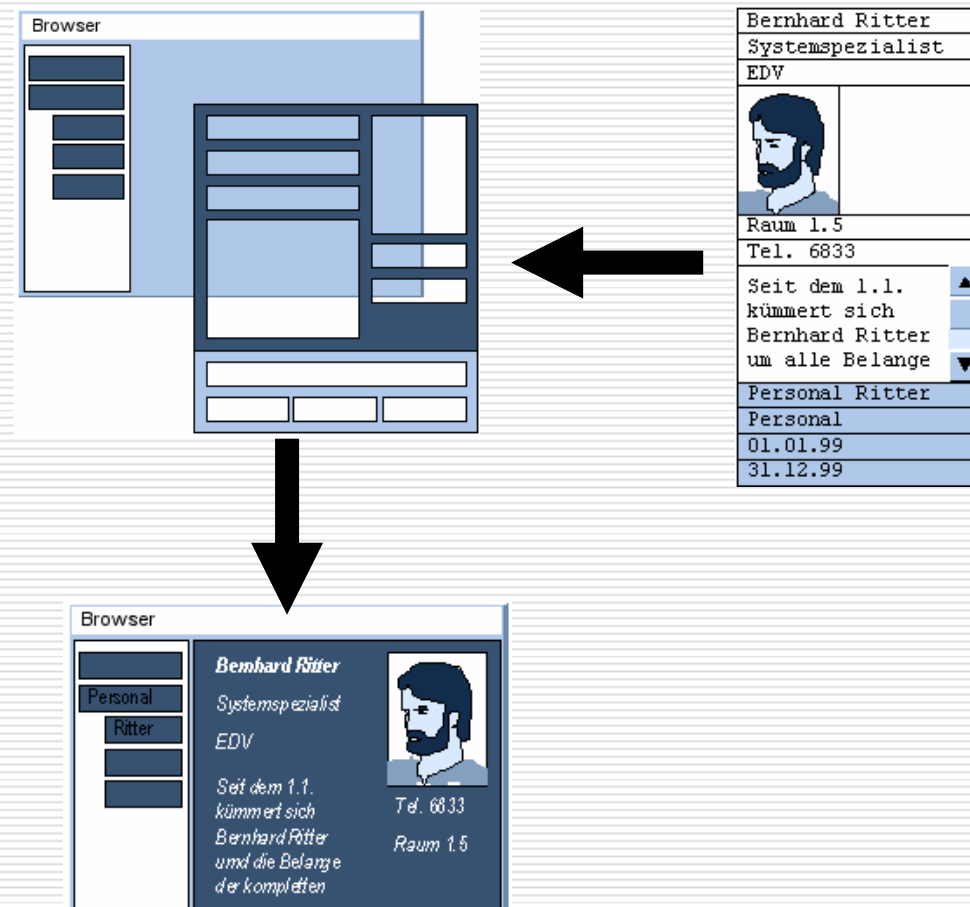 Browser
Bernhard Ritter
Systemspezialist
EDV
Raum 1.5
Tel. 6833
Seit dem 1.1.
kümmert sich
Bernhard Ritter
um alle Belange
Personal Ritter
Personal
01.01.99
31.12.99
Browser
Personal
Ritter
Bernhard Ritter
Systemspezialist
EDV
Seit dem 1.1.
kümmert sich
Bernhard Ritter
umd die Belange
der kompletten
Tel. 6833
Raum 1.5